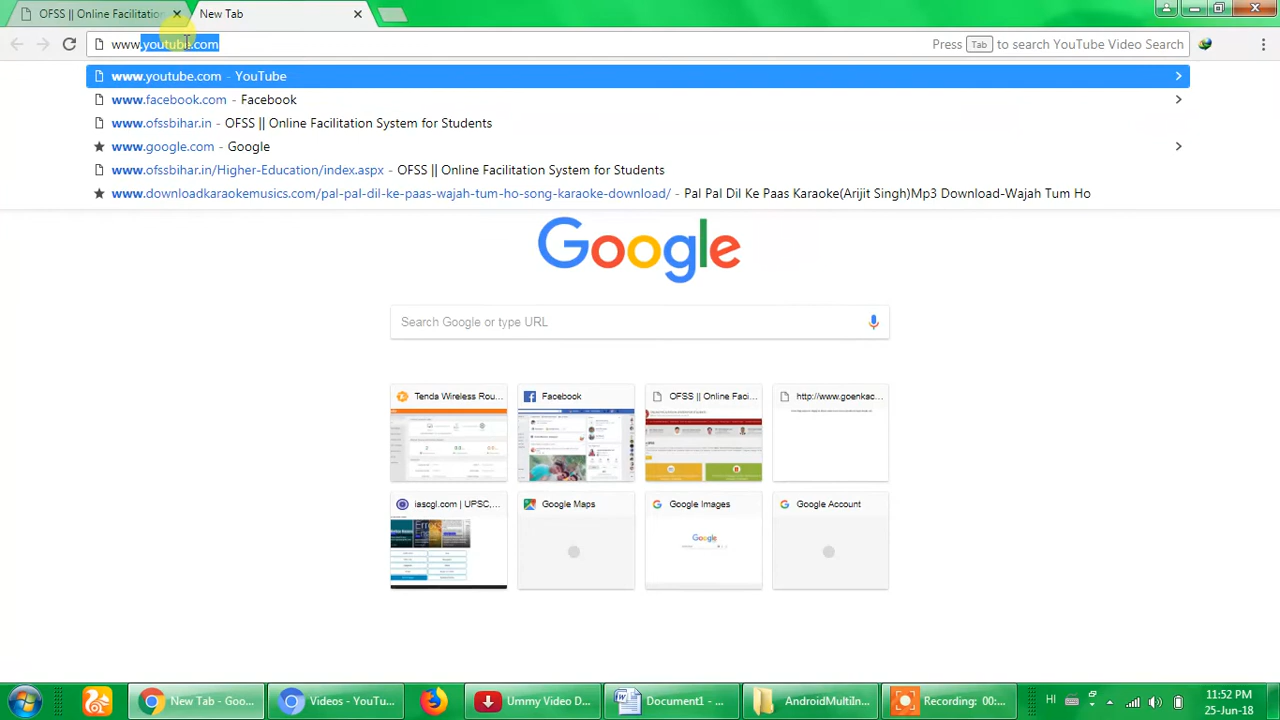 OFSS || Online Facilitation
New Tab
www.youtube.com
Press Tab to search YouTube Video Search
www.youtube.com - YouTube
www.facebook.com - Facebook
www.ofssbihar.in - OFSS || Online Facilitation System for Students
www.google.com - Google
www.ofssbihar.in/Higher-Education/index.aspx - OFSS || Online Facilitation System for Students
www.downloadkaraokemusics.com/pal-pal-dil-ke-paas-wajah-tum-ho-song-karaoke-download/ - Pal Pal Dil Ke Paas Karaoke(Arijit Singh)Mp3 Download-Wajah Tum Ho
Google
Search Google or type URL
Tenda Wireless Rou...
Facebook
OFSS || Online Faci...
http://www.goenkac...
iascgl.com | UPSC,...
Google Maps
Google Images
Google Account
Google
New Tab - Goo...
Videos - YouTu...
Ummy Video D...
Document1 - ...
AndroidMultiIn...
Recording: 00:...
HI
11:52 PM
25-Jun-18